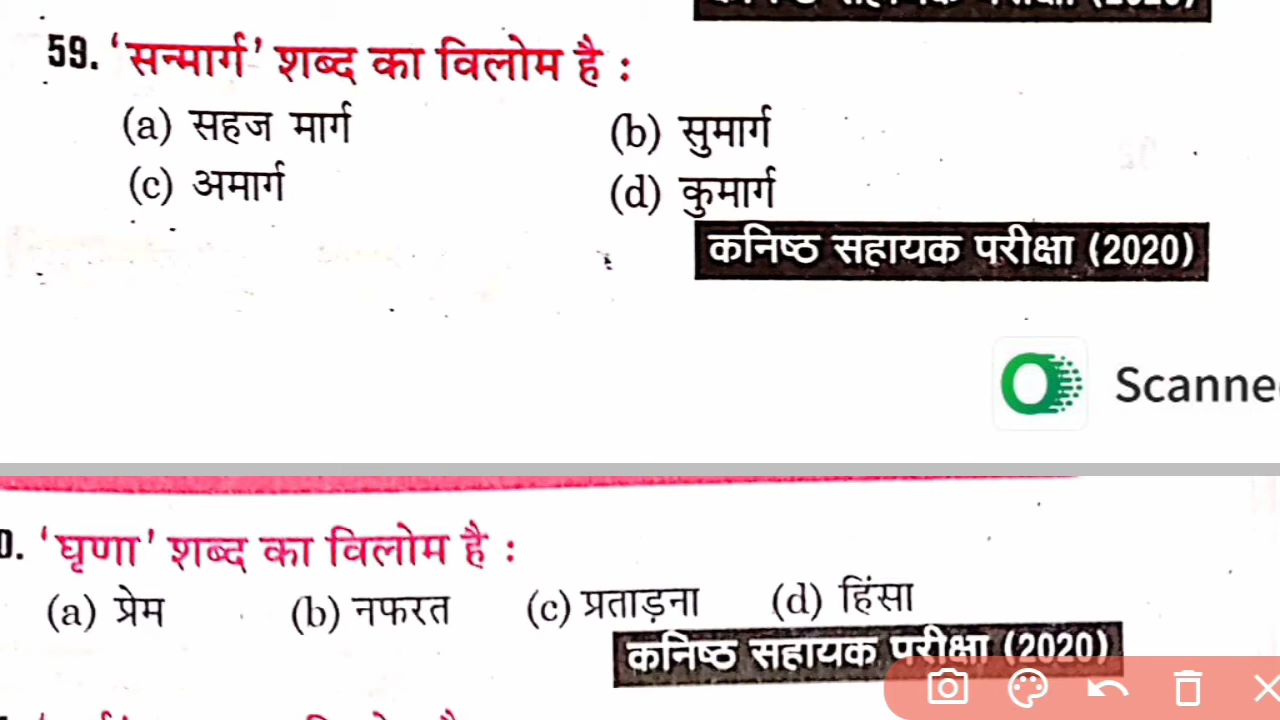 59. ‘सन्मार्ग’ शब्द का विलोम है :
(a) सहज मार्ग (b) सुमार्ग
(c) अमार्ग (d) कुमार्ग
कनिष्ठ सहायक परीक्षा (2020)
Scanne
0. ‘घृणा’ शब्द का विलोम है :
(a) प्रेम (b) नफरत (c) प्रताड़ना (d) हिंसा
कनिष्ठ सहायक परीक्षा (2020)